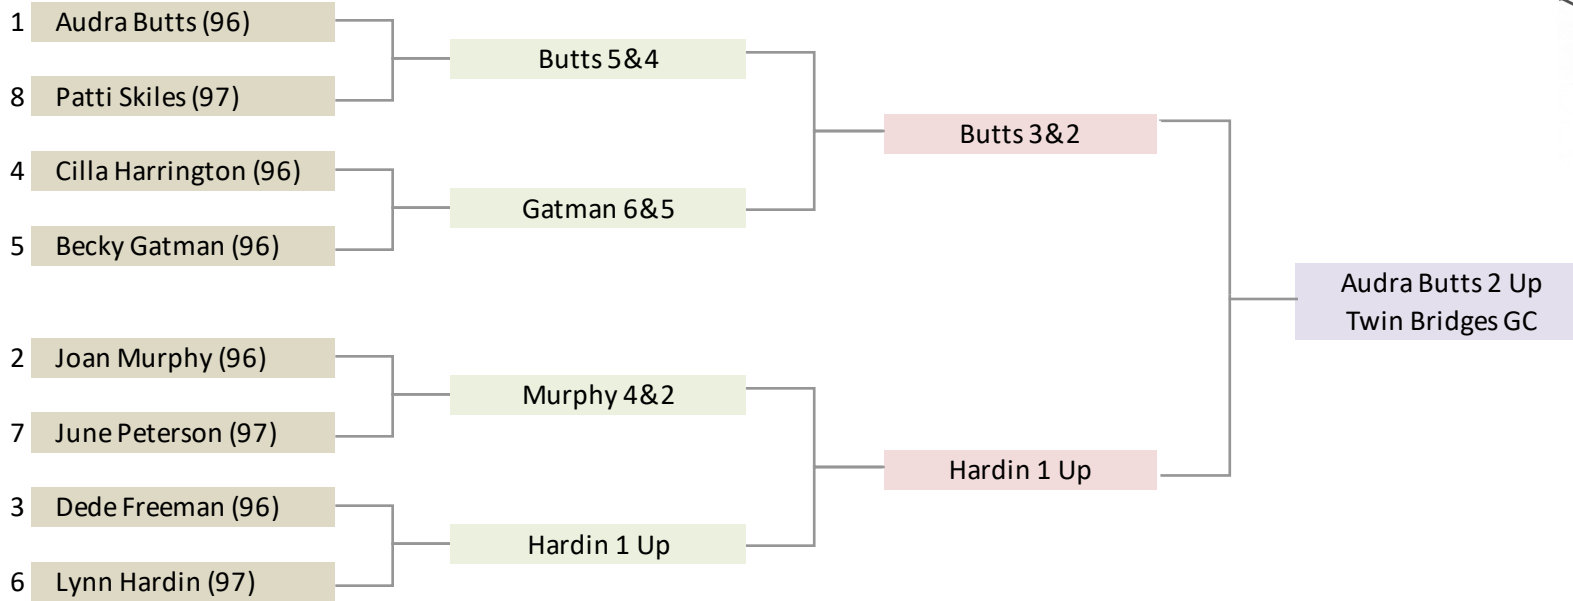 1 Audra Butts (96)
8 Patti Skiles (97)
4 Cilla Harrington (96)
5 Becky Gatman (96)
2 Joan Murphy (96)
7 June Peterson (97)
3 Dede Freeman (96)
6 Lynn Hardin (97)
Butts 5&4
Gatman 6&5
Murphy 4&2
Hardin 1 Up
Butts 3&2
Hardin 1 Up
Audra Butts 2 Up
Twin Bridges GC